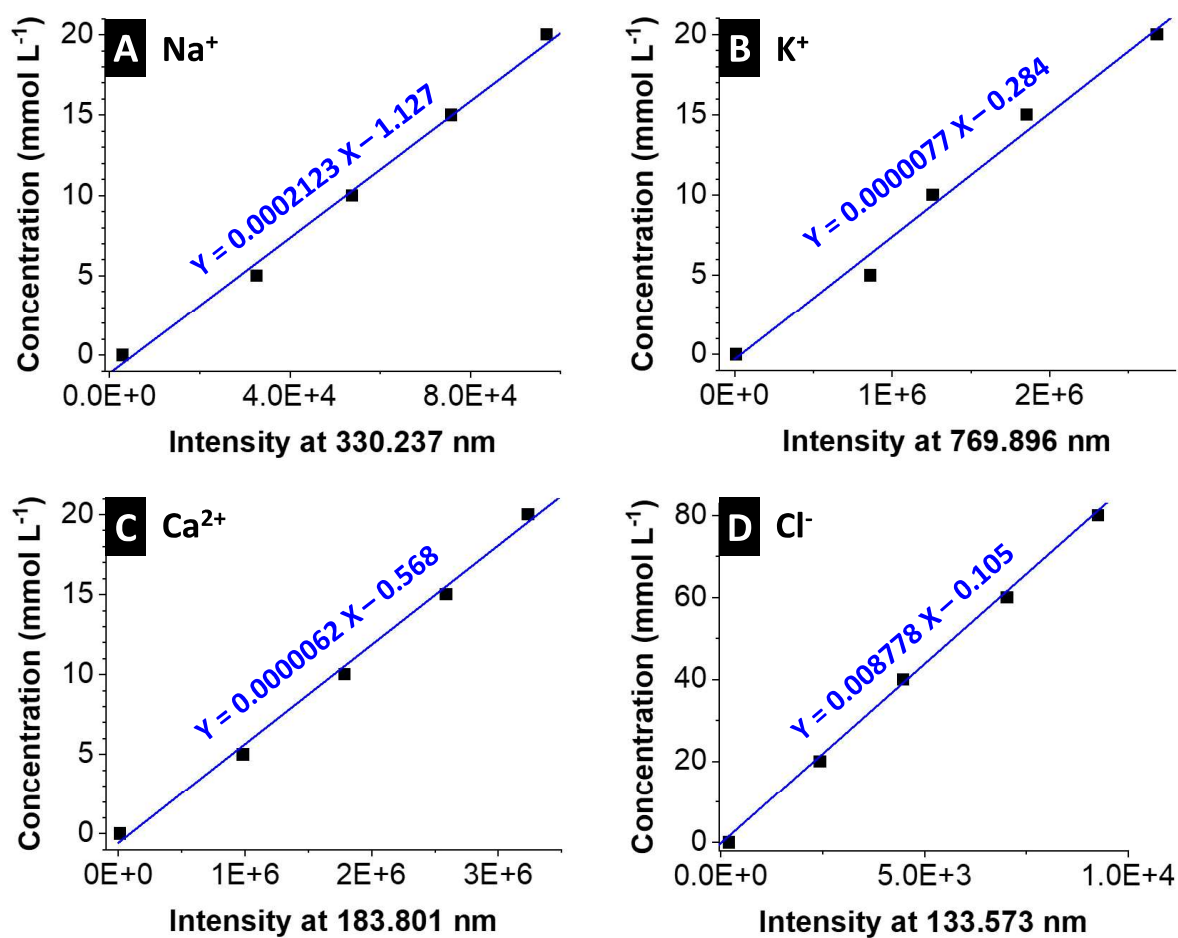 A Na⁺
Y = 0.0002123 X – 1.127
Concentration (mmol L⁻¹)
20
15
10
5
0
0.0E+0 4.0E+4 8.0E+4
Intensity at 330.237 nm
B K⁺
Y = 0.0000077 X – 0.284
Concentration (mmol L⁻¹)
20
15
10
5
0
0E+0 1E+6 2E+6
Intensity at 769.896 nm
C Ca²⁺
Y = 0.0000062 X – 0.568
Concentration (mmol L⁻¹)
20
15
10
5
0
0E+0 1E+6 2E+6 3E+6
Intensity at 183.801 nm
D Cl⁻
Y = 0.008778 X – 0.105
Concentration (mmol L⁻¹)
80
60
40
20
0
0.0E+0 5.0E+3 1.0E+4
Intensity at 133.573 nm